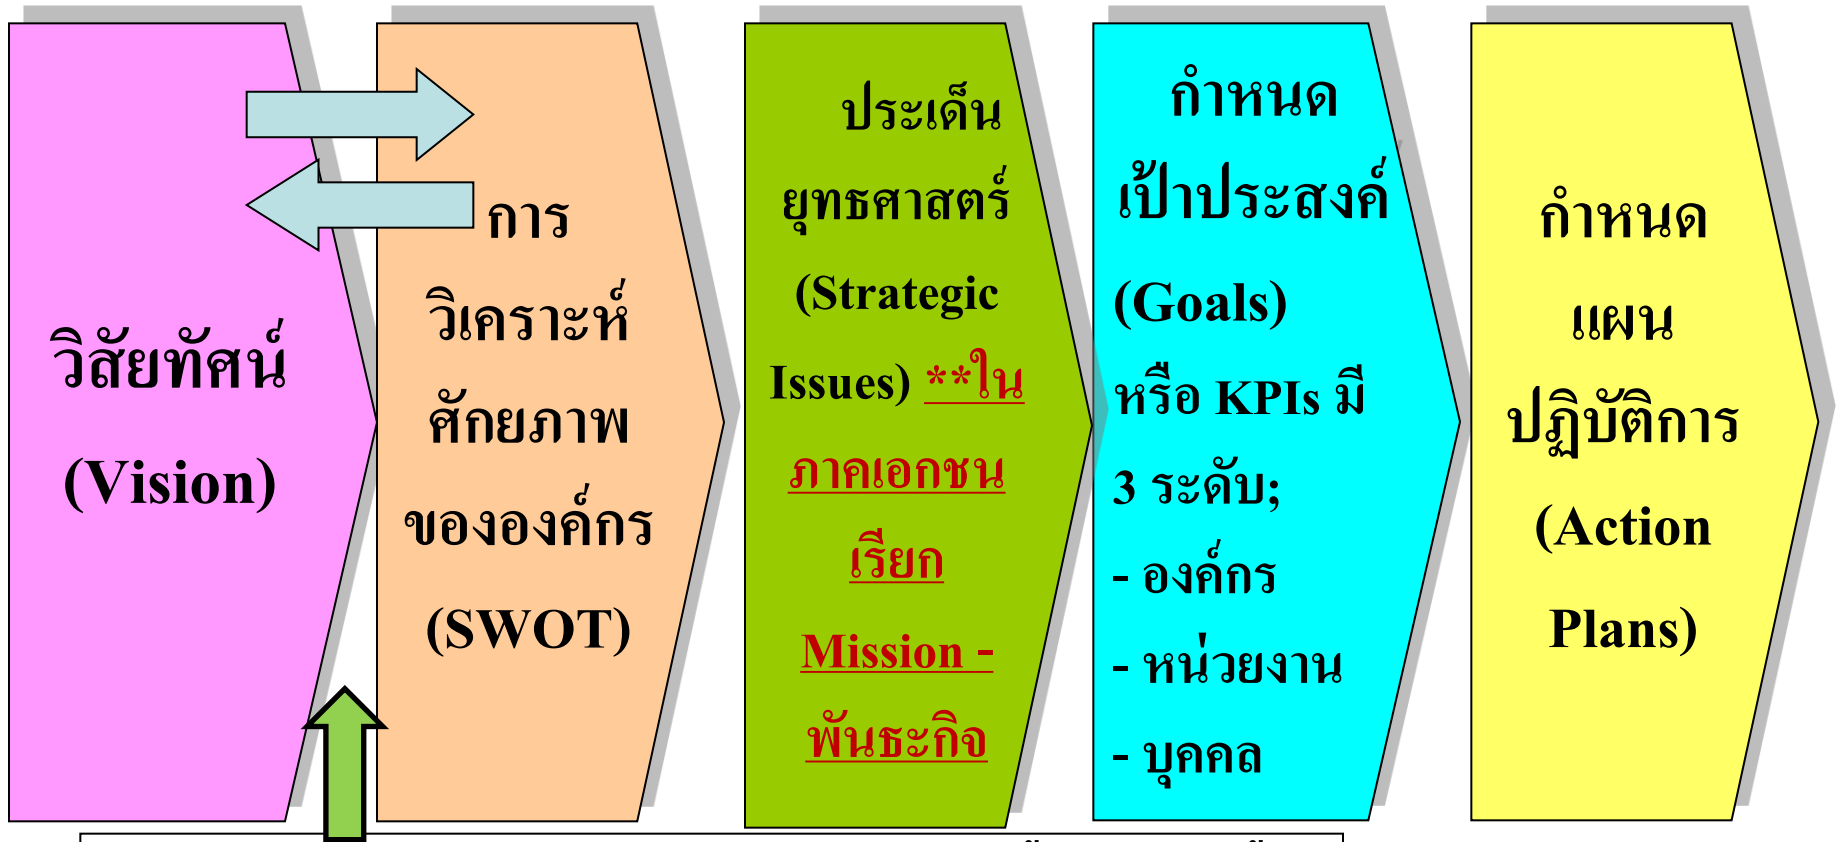 วิสัยทัศน์
(Vision)
การ
วิเคราะห์
ศักยภาพ
ขององค์กร
(SWOT)
ประเด็น
ยุทธศาสตร์
(Strategic
Issues) **ใน
ภาคเอกชน
เรียก
Mission -
พันธะกิจ
กำหนด
เป้าประสงค์
(Goals)
หรือ KPIs มี
3 ระดับ;
- องค์กร
- หน่วยงาน
- บุคคล
กำหนด
แผน
ปฏิบัติการ
(Action
Plans)